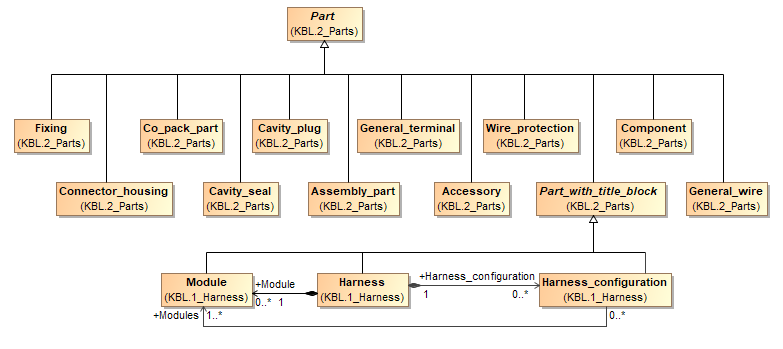 Part
(KBL.2_Parts)
Fixing
(KBL.2_Parts)
Co_pack_part
(KBL.2_Parts)
Cavity_plug
(KBL.2_Parts)
General_terminal
(KBL.2_Parts)
Wire_protection
(KBL.2_Parts)
Component
(KBL.2_Parts)
Connector_housing
(KBL.2_Parts)
Cavity_seal
(KBL.2_Parts)
Assembly_part
(KBL.2_Parts)
Accessory
(KBL.2_Parts)
Part_with_title_block
(KBL.2_Parts)
General_wire
(KBL.2_Parts)
Module
(KBL.1_Harness)
+Module
0..* 1
Harness
(KBL.1_Harness)
+Harness_configuration
1 0..*
Harness_configuration
(KBL.1_Harness)
+Modules 1..* 0..*